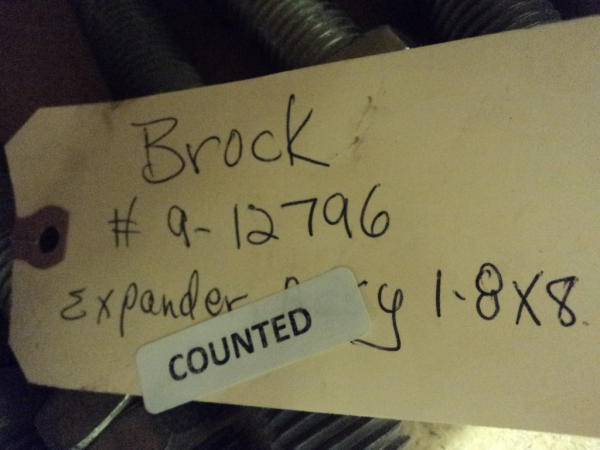 Brock
# 9-12796
Expander 1-8X8
COUNTED